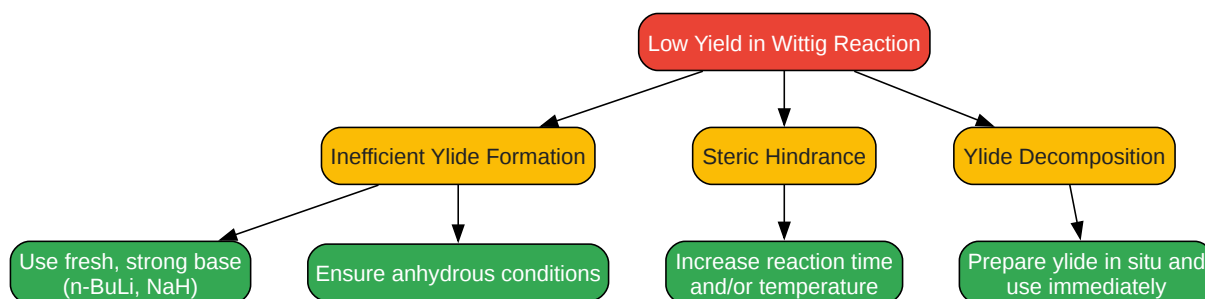 Low Yield in Wittig Reaction
Inefficient Ylide Formation
Steric Hindrance
Ylide Decomposition
Use fresh, strong base
(n-BuLi, NaH)
Ensure anhydrous conditions
Increase reaction time
and/or temperature
Prepare ylide in situ and
use immediately